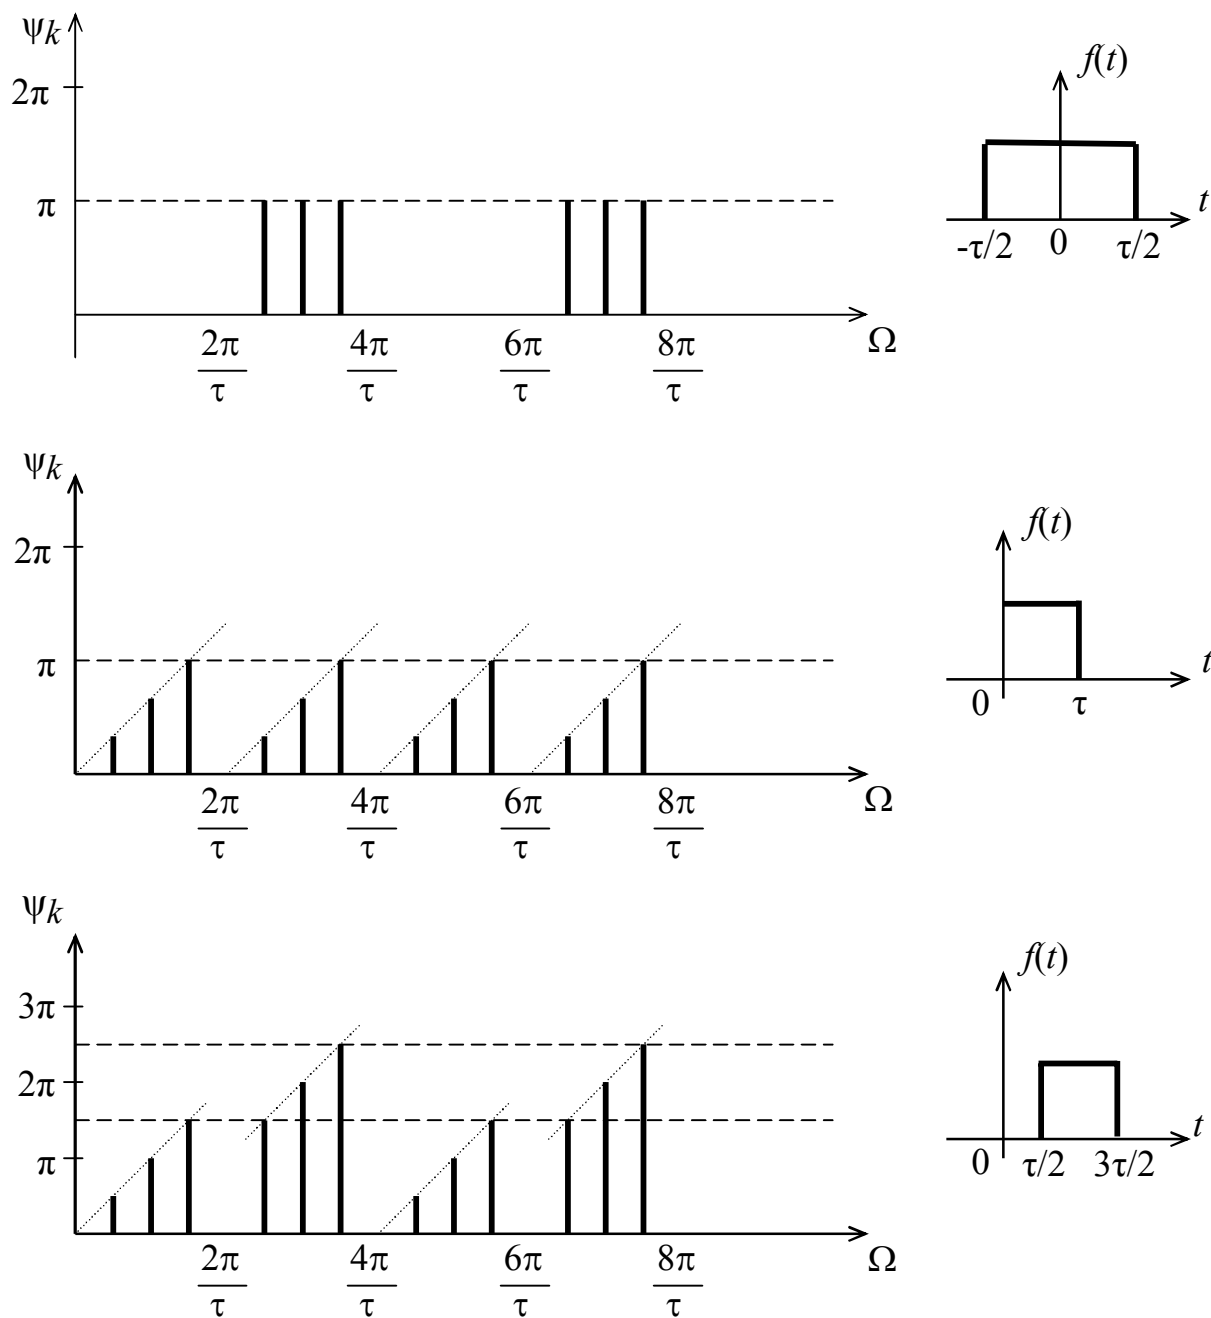 ψk
f(t)
2π
π
t
-τ/2 0 τ/2
Ω
2π/τ 4π/τ 6π/τ 8π/τ
ψk
f(t)
2π
π
t
0 τ
Ω
2π/τ 4π/τ 6π/τ 8π/τ
ψk
f(t)
3π
2π
π
t
0 τ/2 3τ/2
Ω
2π/τ 4π/τ 6π/τ 8π/τ